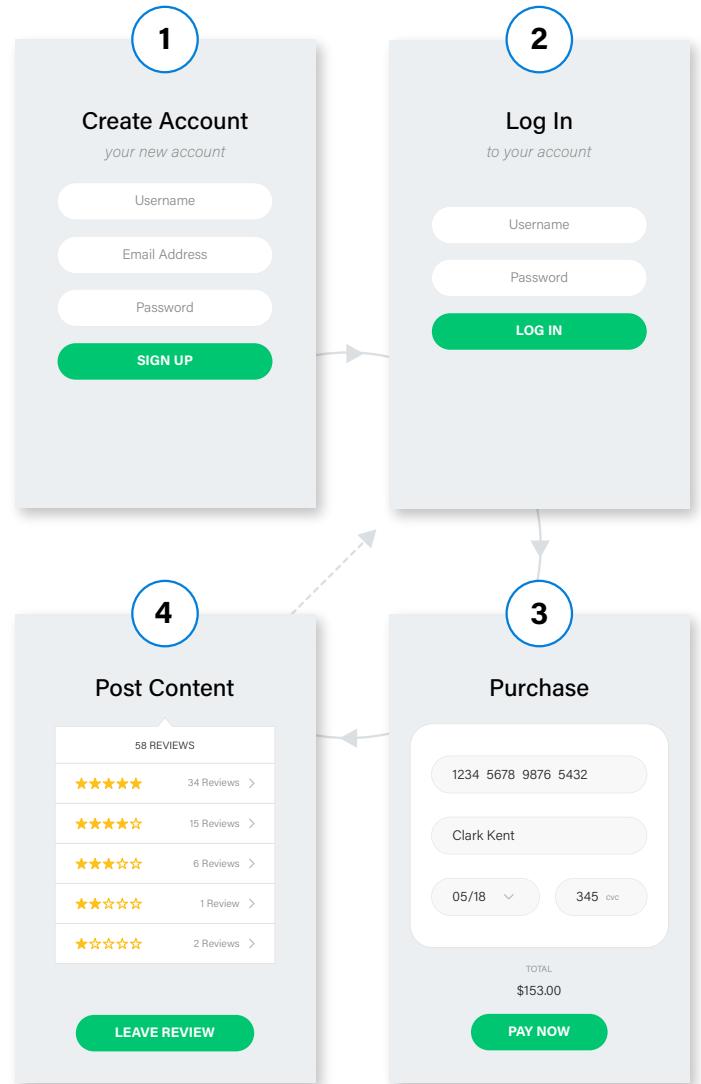 1
Create Account
your new account
Username
Email Address
Password
SIGN UP
2
Log In
to your account
Username
Password
LOG IN
3
Purchase
1234 5678 9876 5432
Clark Kent
05/18
345 cvc
TOTAL
$153.00
PAY NOW
4
Post Content
58 REVIEWS
34 Reviews
15 Reviews
6 Reviews
1 Review
2 Reviews
LEAVE REVIEW